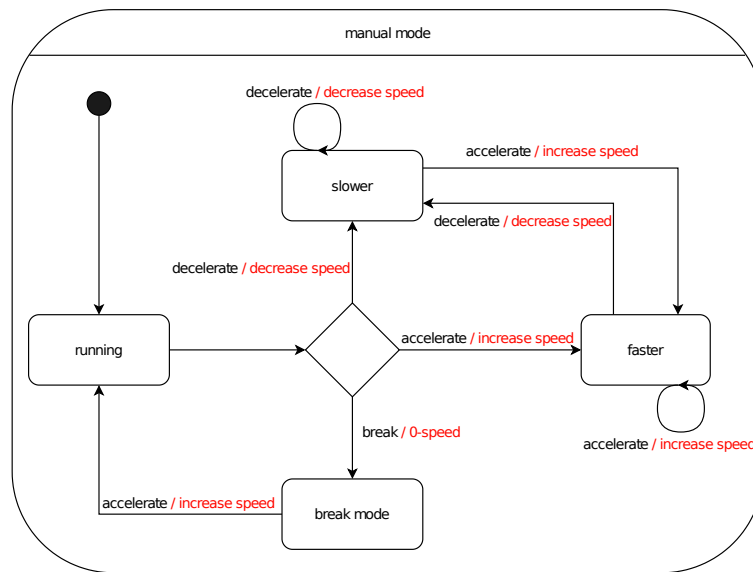 manual mode
decelerate / decrease speed
accelerate / increase speed
slower
decelerate / decrease speed
decelerate / decrease speed
running
accelerate / increase speed
faster
break / 0-speed
accelerate / increase speed
accelerate / increase speed
break mode